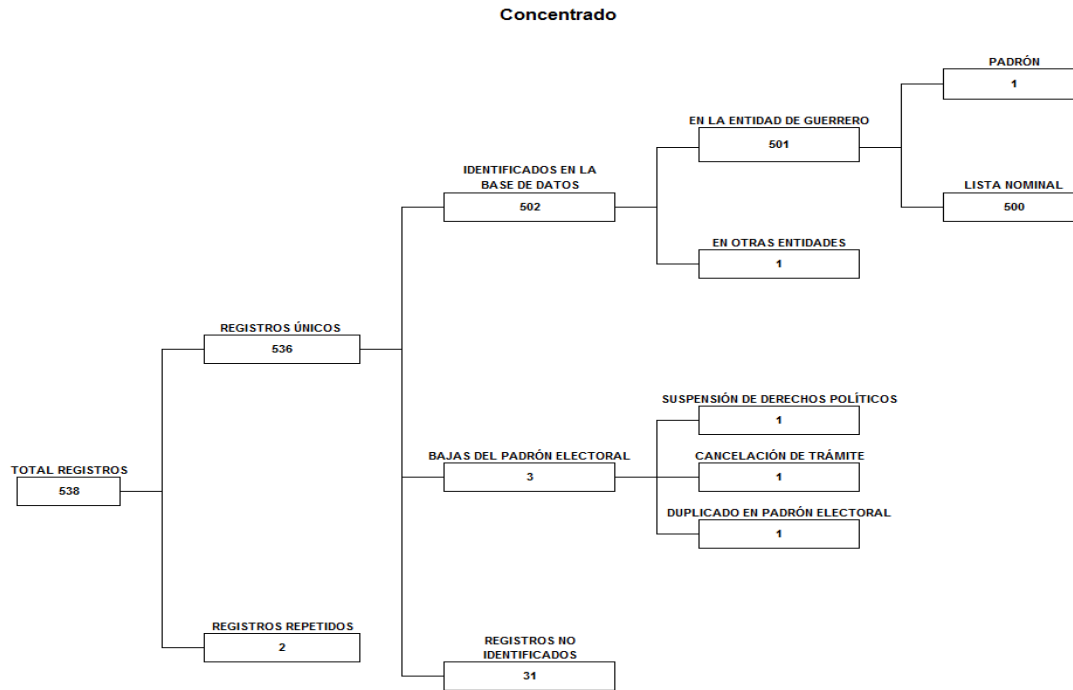 Concentrado
PADRÓN
1
EN LA ENTIDAD DE GUERRERO
501
IDENTIFICADOS EN LA
BASE DE DATOS
502
LISTA NOMINAL
500
EN OTRAS ENTIDADES
1
REGISTROS ÚNICOS
536
SUSPENSIÓN DE DERECHOS POLÍTICOS
1
BAJAS DEL PADRÓN ELECTORAL
3
CANCELACIÓN DE TRÁMITE
1
TOTAL REGISTROS
538
DUPLICADO EN PADRÓN ELECTORAL
1
REGISTROS REPETIDOS
2
REGISTROS NO
IDENTIFICADOS
31